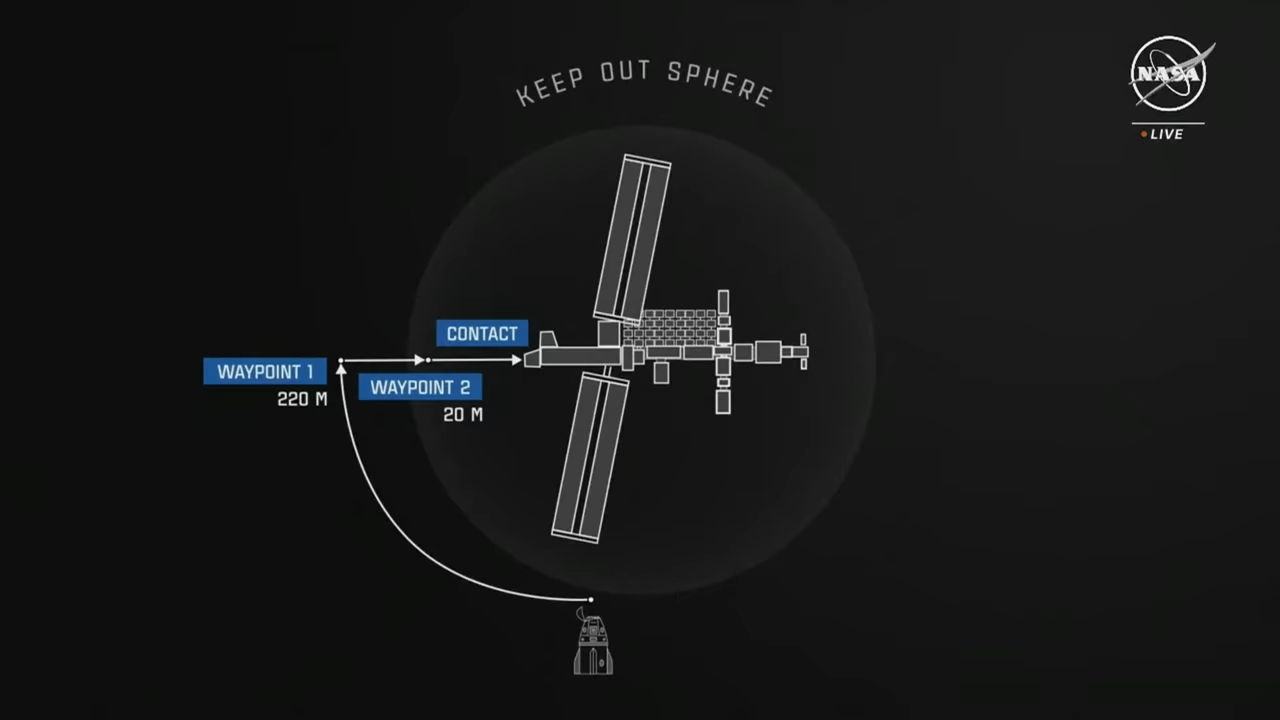 KEEP OUT SPHERE
NASA
LIVE
CONTACT
WAYPOINT 1
220 M
WAYPOINT 2
20 M